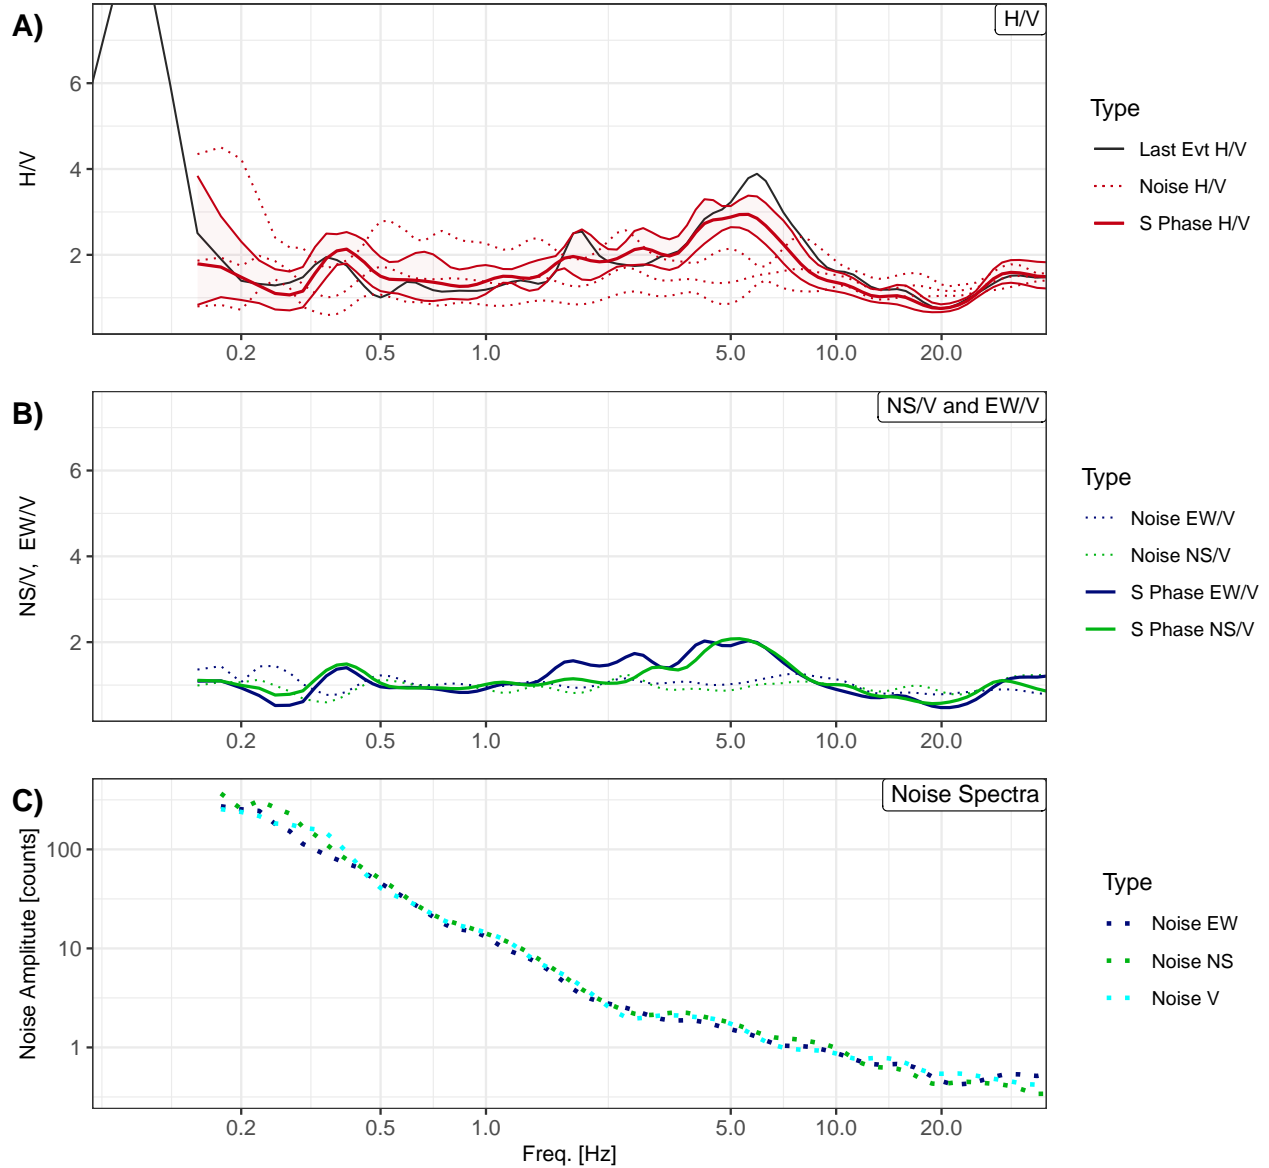 A)
H/V
6
4
2
H/V
0.2 0.5 1.0 5.0 10.0 20.0
Type
Last Evt H/V
Noise H/V
S Phase H/V
B)
NS/V and EW/V
6
4
2
NS/V, EW/V
0.2 0.5 1.0 5.0 10.0 20.0
Type
Noise EW/V
Noise NS/V
S Phase EW/V
S Phase NS/V
C)
Noise Spectra
100
10
1
Noise Amplitute [counts]
0.2 0.5 1.0 5.0 10.0 20.0
Freq. [Hz]
Type
Noise EW
Noise NS
Noise V